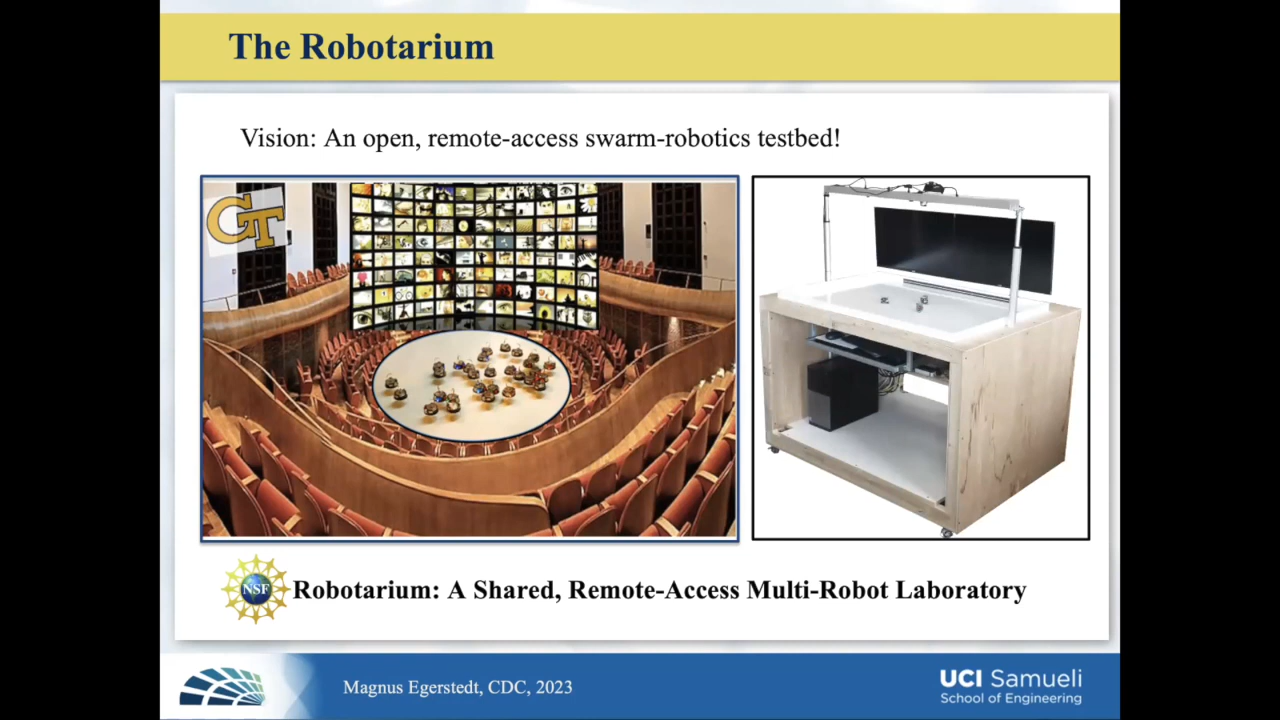 The Robotarium
Vision: An open, remote-access swarm-robotics testbed!
GT
NSF
Robotarium: A Shared, Remote-Access Multi-Robot Laboratory
Magnus Egerstedt, CDC, 2023
UCI Samueli
School of Engineering